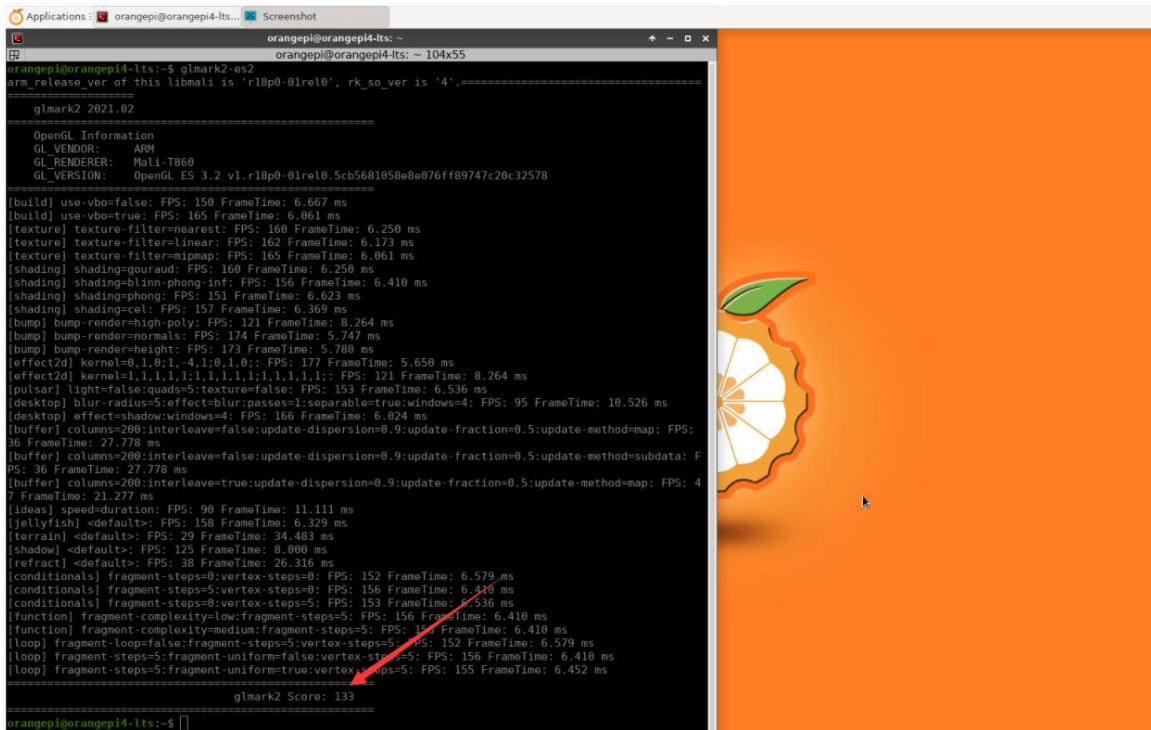 Applications
orangepi@orangepi4-lts...
Screenshot
orangepi@orangepi4-lts: ~
orangepi@orangepi4-lts: ~ 104x55
orangepi@orangepi4-lts:~$ glmark2-es2
arm_release_ver of this libmali is 'r18p0-01rel0', rk_so_ver is '4'.=====================================
===================
glmark2 2021.02
=======================================================
OpenGL Information
GL_VENDOR: ARM
GL_RENDERER: Mali-T860
GL_VERSION: OpenGL ES 3.2 v1.r18p0-01rel0.5cb5681058e8e076ff89747c20c32578
=======================================================
[build] use-vbo=false: FPS: 150 FrameTime: 6.667 ms
[build] use-vbo=true: FPS: 165 FrameTime: 6.061 ms
[texture] texture-filter=nearest: FPS: 160 FrameTime: 6.250 ms
[texture] texture-filter=linear: FPS: 162 FrameTime: 6.173 ms
[texture] texture-filter=mipmap: FPS: 165 FrameTime: 6.061 ms
[shading] shading=gouraud: FPS: 160 FrameTime: 6.250 ms
[shading] shading=blinn-phong-inf: FPS: 156 FrameTime: 6.410 ms
[shading] shading=phong: FPS: 151 FrameTime: 6.623 ms
[shading] shading=cel: FPS: 157 FrameTime: 6.369 ms
[bump] bump-render=high-poly: FPS: 121 FrameTime: 8.264 ms
[bump] bump-render=normals: FPS: 174 FrameTime: 5.747 ms
[bump] bump-render=height: FPS: 173 FrameTime: 5.780 ms
[effect2d] kernel=0,1,0;1,-4,1;0,1,0;: FPS: 177 FrameTime: 5.650 ms
[effect2d] kernel=1,1,1,1,1;1,1,1,1,1;1,1,1,1,1;: FPS: 121 FrameTime: 8.264 ms
[pulsar] light=false:quads=5:texture=false: FPS: 153 FrameTime: 6.536 ms
[desktop] blur-radius=5:effect=blur:passes=1:separable=true:windows=4: FPS: 95 FrameTime: 10.526 ms
[desktop] effect=shadow:windows=4: FPS: 166 FrameTime: 6.024 ms
[buffer] columns=200:interleave=false:update-dispersion=0.9:update-fraction=0.5:update-method=map: FPS:
36 FrameTime: 27.778 ms
[buffer] columns=200:interleave=false:update-dispersion=0.9:update-fraction=0.5:update-method=subdata: F
PS: 36 FrameTime: 27.778 ms
[buffer] columns=200:interleave=true:update-dispersion=0.9:update-fraction=0.5:update-method=map: FPS: 4
7 FrameTime: 21.277 ms
[ideas] speed=duration: FPS: 90 FrameTime: 11.111 ms
[jellyfish] <default>: FPS: 158 FrameTime: 6.329 ms
[terrain] <default>: FPS: 29 FrameTime: 34.483 ms
[shadow] <default>: FPS: 125 FrameTime: 8.000 ms
[refract] <default>: FPS: 38 FrameTime: 26.316 ms
[conditionals] fragment-steps=0:vertex-steps=0: FPS: 152 FrameTime: 6.579 ms
[conditionals] fragment-steps=5:vertex-steps=0: FPS: 156 FrameTime: 6.410 ms
[conditionals] fragment-steps=0:vertex-steps=5: FPS: 153 FrameTime: 6.536 ms
[function] fragment-complexity=low:fragment-steps=5: FPS: 156 FrameTime: 6.410 ms
[function] fragment-complexity=medium:fragment-steps=5: FPS: 156 FrameTime: 6.410 ms
[loop] fragment-loop=false:fragment-steps=5:vertex-steps=5: FPS: 152 FrameTime: 6.579 ms
[loop] fragment-steps=5:fragment-uniform=false:vertex-steps=5: FPS: 156 FrameTime: 6.410 ms
[loop] fragment-steps=5:fragment-uniform=true:vertex-steps=5: FPS: 155 FrameTime: 6.452 ms
=======================================================
glmark2 Score: 133
=======================================================
orangepi@orangepi4-lts:~$